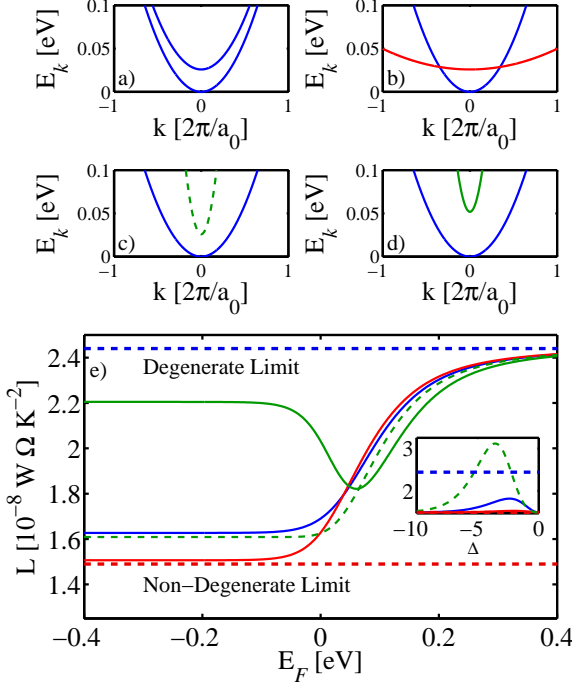 0.1
0.05
0
E_k [eV]
a)
−1
0
1
k [2π/a_0]
0.1
0.05
0
E_k [eV]
b)
−1
0
1
k [2π/a_0]
0.1
0.05
0
E_k [eV]
c)
−1
0
1
k [2π/a_0]
0.1
0.05
0
E_k [eV]
d)
−1
0
1
k [2π/a_0]
e)
Degenerate Limit
2.4
2.2
2
1.8
1.6
1.4
L [10^{−8} W Ω K^{−2}]
3
2
−10
−5
0
Δ
Non−Degenerate Limit
−0.4
−0.2
0
0.2
0.4
E_F [eV]